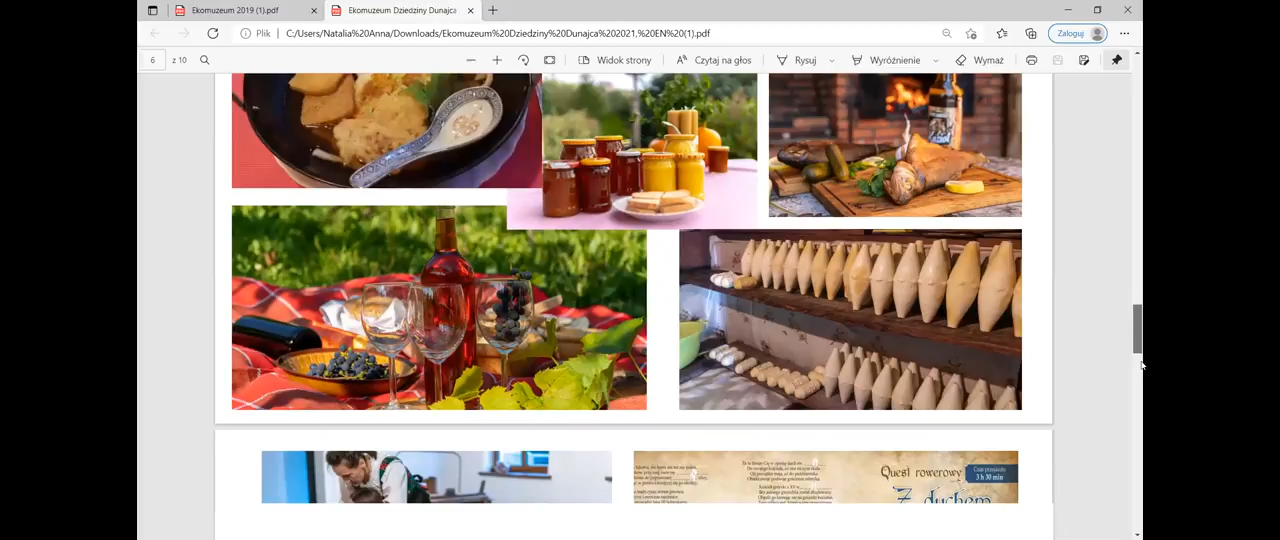 Ekomuzeum 2019 (1).pdf
Ekomuzeum Dziedziny Dunajca
Plik
C:/Users/Natalia%20Anna/Downloads/Ekomuzeum%20Dziedziny%20Dunajca%202021,%20EN%20(1).pdf
Zaloguj
6 z 10
Widok strony
Czytaj na głos
Rysuj
Wyróżnienie
Wymaż
Quest rowerowy
Czas przejazdu
3 h 30 min
Z duchem